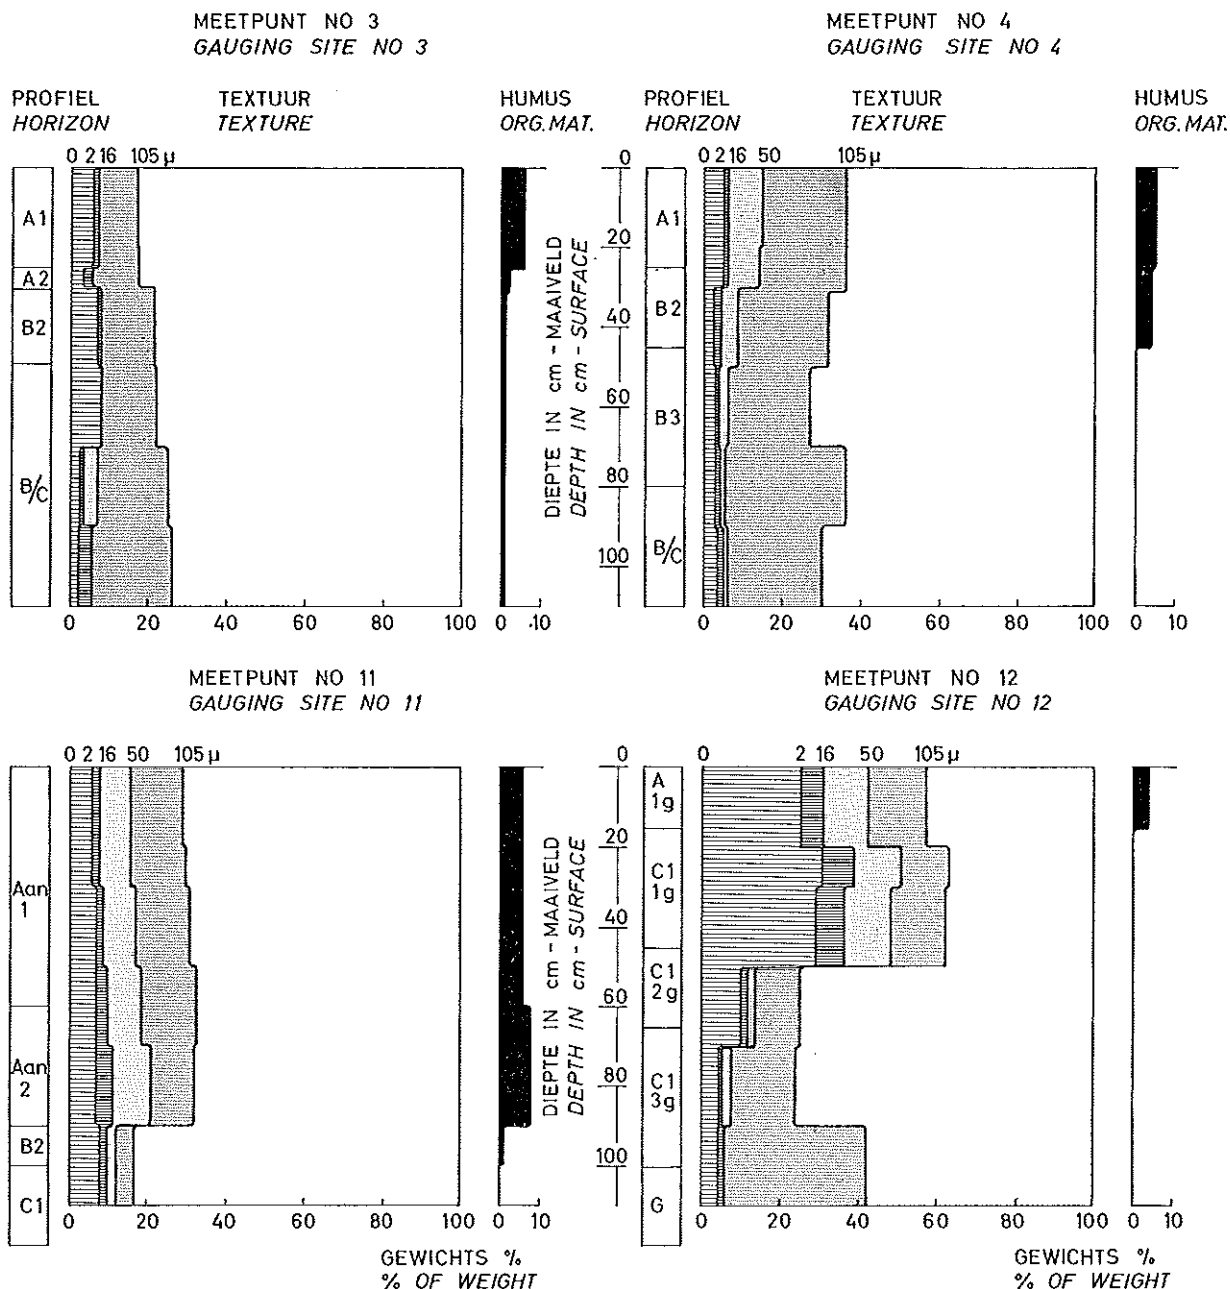 MEETPUNT NO 3
GAUGING SITE NO 3
PROFIEL TEXTUUR HUMUS
HORIZON TEXTURE ORG.MAT.
0 2 16 105 µ
A1
A2
B2
B/C
0 20 40 60 80 100
0 .10
DIEPTE IN cm - MAAIVELD
DEPTH IN cm - SURFACE
0
20
40
60
80
100
MEETPUNT NO 4
GAUGING SITE NO 4
PROFIEL TEXTUUR HUMUS
HORIZON TEXTURE ORG.MAT.
0 2 16 50 105 µ
A1
B2
B3
B/C
0 20 40 60 80 100
0 10
MEETPUNT NO 11
GAUGING SITE NO 11
0 2 16 50 105 µ
Aan
1
Aan
2
B2
C1
0 20 40 60 80 100
0 10
GEWICHTS %
% OF WEIGHT
DIEPTE IN cm - MAAIVELD
DEPTH IN cm - SURFACE
0
20
40
60
80
100
MEETPUNT NO 12
GAUGING SITE NO 12
0 2 16 50 105 µ
A
1g
C1
1g
C1
2g
C1
3g
G
0 20 40 60 80 100
0 10
GEWICHTS %
% OF WEIGHT